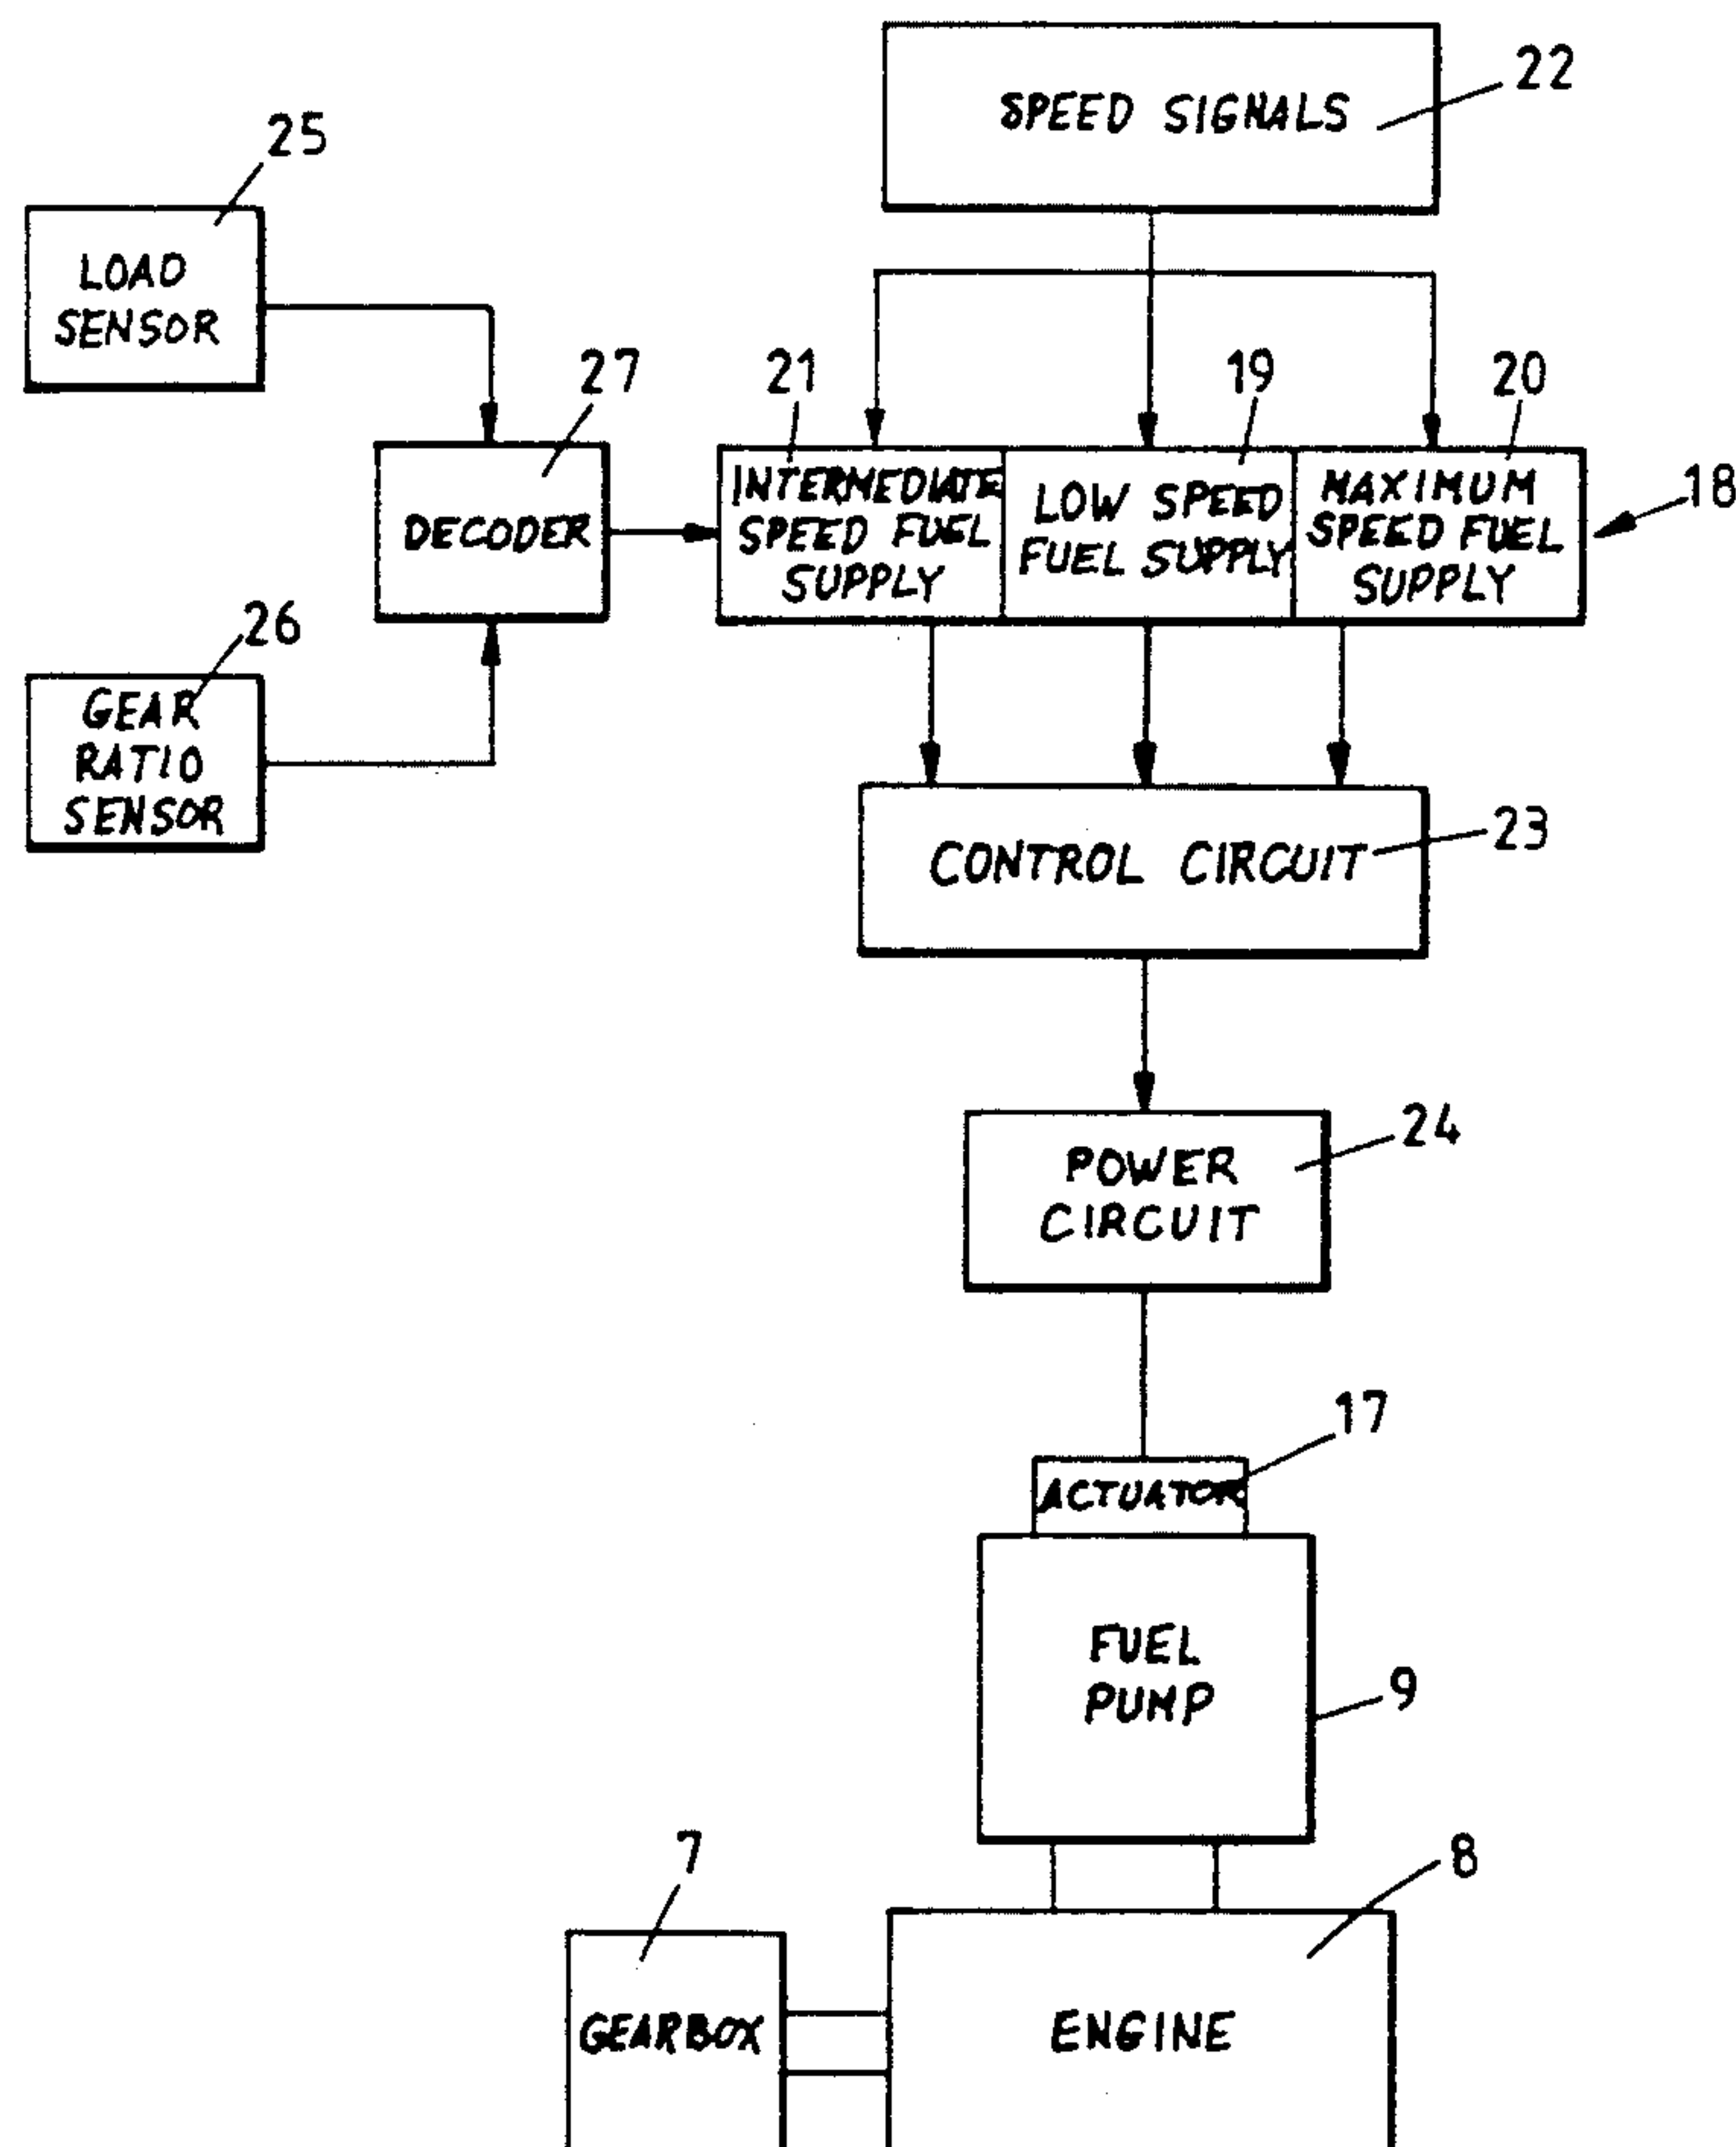 22
SPEED SIGNALS
25
LOAD
SENSOR
27
21
19
20
18
DECODER
INTERMEDIATE
SPEED FUEL
SUPPLY
LOW SPEED
FUEL SUPPLY
MAXIMUM
SPEED FUEL
SUPPLY
26
GEAR
RATIO
SENSOR
23
CONTROL CIRCUIT
24
POWER
CIRCUIT
17
ACTUATOR
FUEL
PUMP
9
7
8
GEARBOX
ENGINE